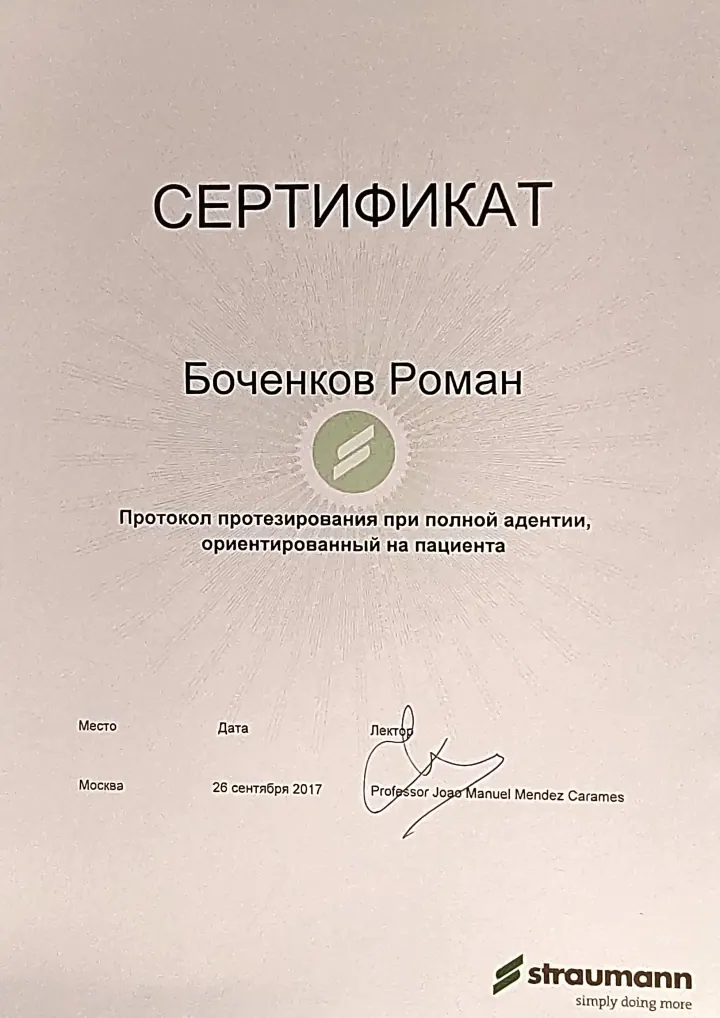 СЕРТИФИКАТ
Боченков Роман
Протокол протезирования при полной адентии,
ориентированный на пациента
Место Дата Лектор
Москва 26 сентября 2017 Professor Joao Manuel Mendez Carames
straumann
simply doing more